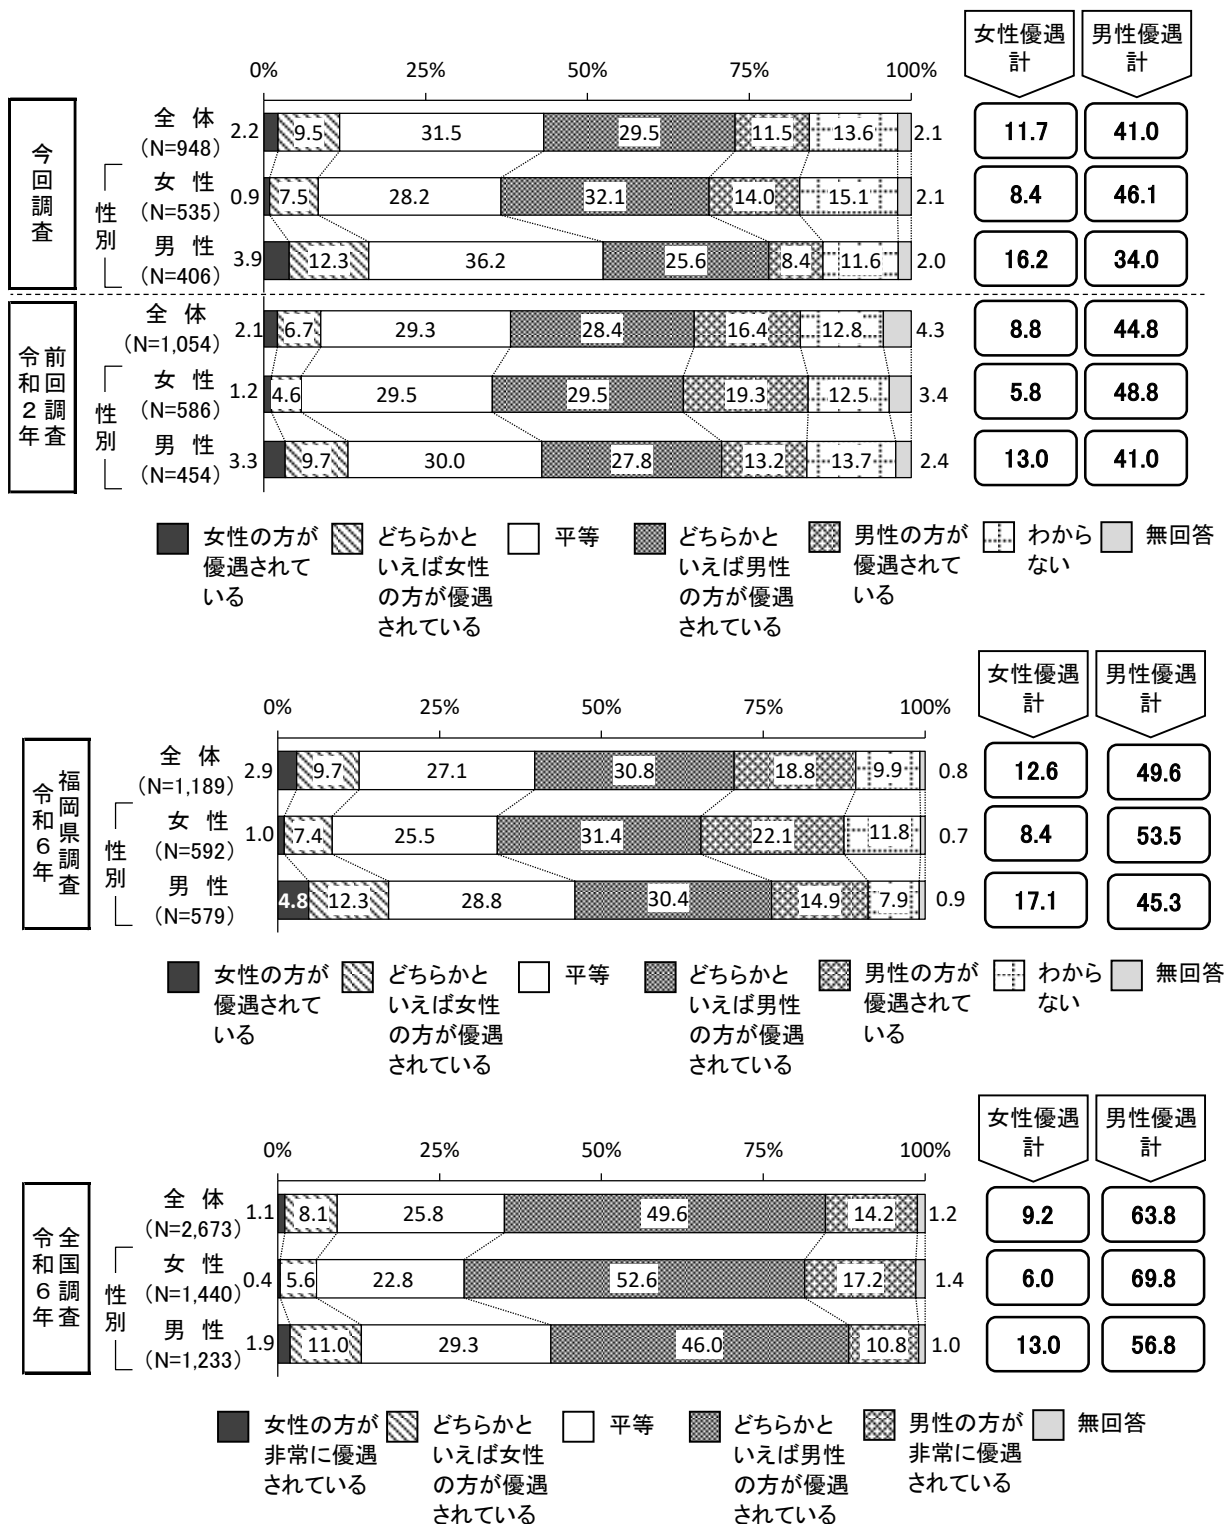 女性優遇計 男性優遇計
0% 25% 50% 75% 100%
今回調査
全体 2.2 9.5 31.5 29.5 11.5 13.6 2.1 11.7 41.0
(N=948)
性別
女性 0.9 7.5 28.2 32.1 14.0 15.1 2.1 8.4 46.1
(N=535)
男性 3.9 12.3 36.2 25.6 8.4 11.6 2.0 16.2 34.0
(N=406)
前回調査
令和2年
全体 2.1 6.7 29.3 28.4 16.4 12.8 4.3 8.8 44.8
(N=1,054)
性別
女性 1.2 4.6 29.5 29.5 19.3 12.5 3.4 5.8 48.8
(N=586)
男性 3.3 9.7 30.0 27.8 13.2 13.7 2.4 13.0 41.0
(N=454)
女性の方が どちらかと 平等 どちらかと 男性の方が わから 無回答
優遇されて いえば女性 いえば男性 優遇されて ない
いる の方が優遇 の方が優遇 いる
されている されている
女性優遇計 男性優遇計
0% 25% 50% 75% 100%
福岡県調査
令和6年
全体 2.9 9.7 27.1 30.8 18.8 9.9 0.8 12.6 49.6
(N=1,189)
性別
女性 1.0 7.4 25.5 31.4 22.1 11.8 0.7 8.4 53.5
(N=592)
男性 4.8 12.3 28.8 30.4 14.9 7.9 0.9 17.1 45.3
(N=579)
女性の方が どちらかと 平等 どちらかと 男性の方が わから 無回答
優遇されて いえば女性 いえば男性 優遇されて ない
いる の方が優遇 の方が優遇 いる
されている されている
女性優遇計 男性優遇計
0% 25% 50% 75% 100%
全国調査
令和6年
全体 1.1 8.1 25.8 49.6 14.2 1.2 9.2 63.8
(N=2,673)
性別
女性 0.4 5.6 22.8 52.6 17.2 1.4 6.0 69.8
(N=1,440)
男性 1.9 11.0 29.3 46.0 10.8 1.0 13.0 56.8
(N=1,233)
女性の方が どちらかと 平等 どちらかと 男性の方が 無回答
非常に優遇 いえば女性 いえば男性 非常に優遇
されている の方が優遇 の方が優遇 されている
されている されている